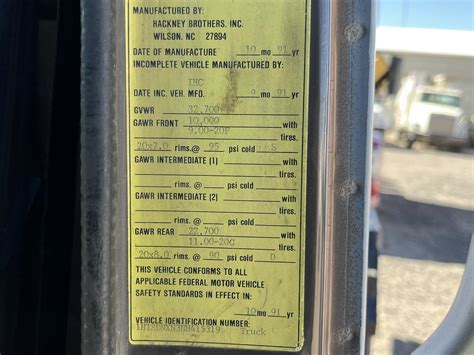 MANUFACTURED BY:
HACKNEY BROTHERS, INC.
WILSON, NC 27894
DATE OF MANUFACTURE 10 mo 91 yr
INCOMPLETE VEHICLE MANUFACTURED BY:
IHC
DATE INC. VEH. MFD. 9 mo 91 yr
GVWR 32,700
GAWR FRONT 10,000 with
9.00-20F tires.
20x7.0 rims.@ 95 psi cold S
GAWR INTERMEDIATE (1) with
tires.
rims.@ psi cold
GAWR INTERMEDIATE (2) with
tires.
rims.@ psi cold
GAWR REAR 22,700 with
11.00-20G tires.
20x8.0 rims.@ 90 psi cold D
THIS VEHICLE CONFORMS TO ALL
APPLICABLE FEDERAL MOTOR VEHICLE
SAFETY STANDARDS IN EFFECT IN:
10 mo 91 yr
VEHICLE IDENTIFICATION NUMBER:
Truck